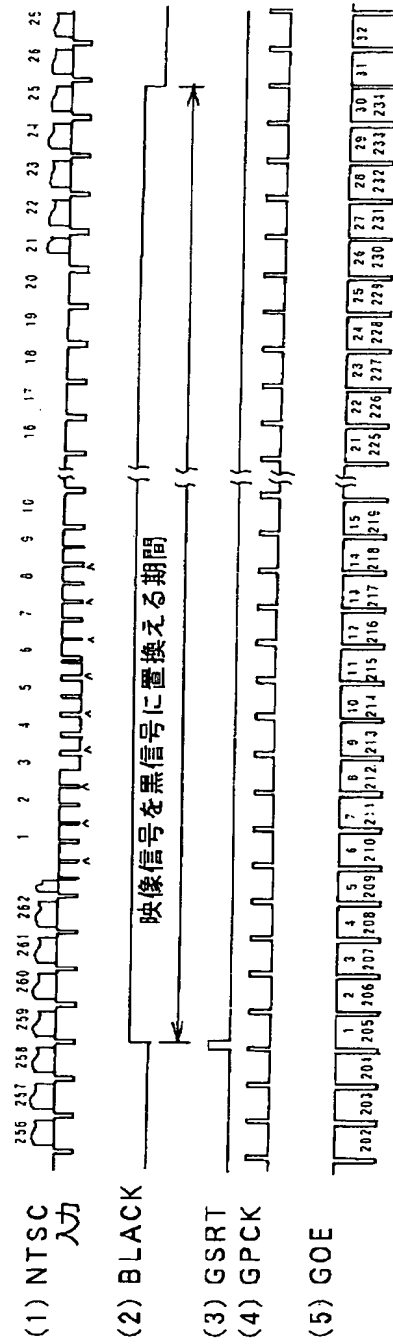 256 257 258 259 260 261 262 1 2 3 4 5 6 7 8 9 10 16 17 18 19 20 21 22 23 24 25 26 25
(1) NTSC
入力
(2) BLACK
映像信号を黒信号に置換える期間
(3) GSRT
(4) GPCK
(5) GOE
1 2 3 4 5 6 7 8 9 10 11 12 13 14 15 21 22 23 24 25 26 27 28 29 30 31 32
202 203 204 205 206 207 208 209 210 211 212 213 214 215 216 217 218 219 225 226 227 228 229 230 231 232 233 234